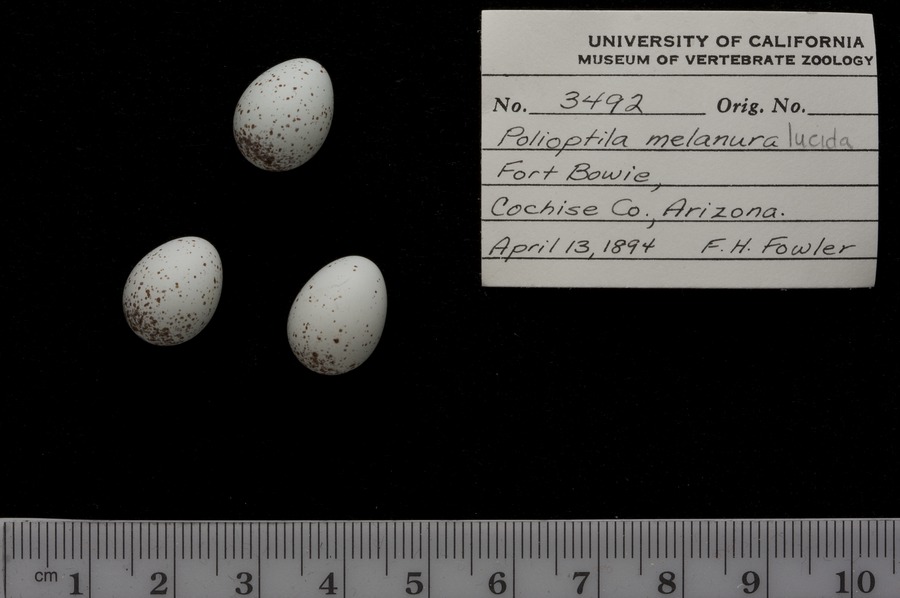 UNIVERSITY OF CALIFORNIA
MUSEUM OF VERTEBRATE ZOOLOGY
No. 3492 Orig. No.
Polioptila melanura lucida
Fort Bowie,
Cochise Co., Arizona.
April 13, 1894 F. H. Fowler
cm 1 2 3 4 5 6 7 8 9 10